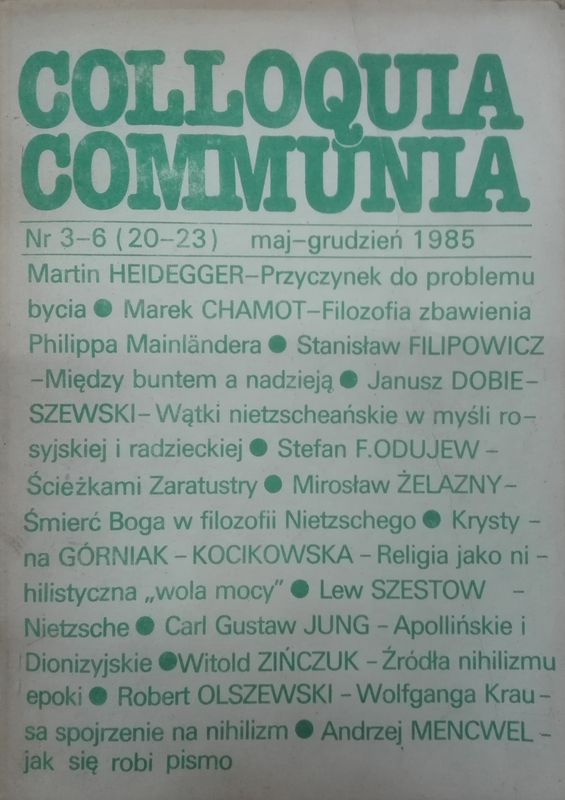 COLLOQUIA
COMMUNIA
Nr 3–6 (20–23) maj–grudzień 1985
Martin HEIDEGGER–Przyczynek do problemu
bycia ● Marek CHAMOT–Filozofia zbawienia
Philippa Mainländera ● Stanisław FILIPOWICZ
–Między buntem a nadzieją ● Janusz DOBIE–
SZEWSKI– Wątki nietzscheańskie w myśli ro–
syjskiej i radzieckiej ● Stefan F.ODUJEW –
Ścieżkami Zaratustry ● Mirosław ŻELAZNY–
Śmierć Boga w filozofii Nietzschego ● Krysty –
na GÓRNIAK – KOCIKOWSKA – Religia jako ni –
hilistyczna „wola mocy” ● Lew SZESTOW –
Nietzsche ● Carl Gustaw JUNG – Apollińskie i
Dionizyjskie ●Witold ZIŃCZUK – Źródła nihilizmu
epoki ● Robert OLSZEWSKI – Wolfganga Krau –
sa spojrzenie na nihilizm ● Andrzej MENCWEL –
jak się robi pismo